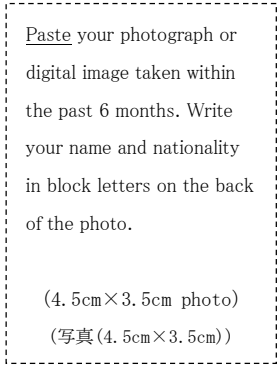 Paste your photograph or
digital image taken within
the past 6 months. Write
your name and nationality
in block letters on the back
of the photo.
(4.5cm×3.5cm photo)
(写真(4.5cm×3.5cm))